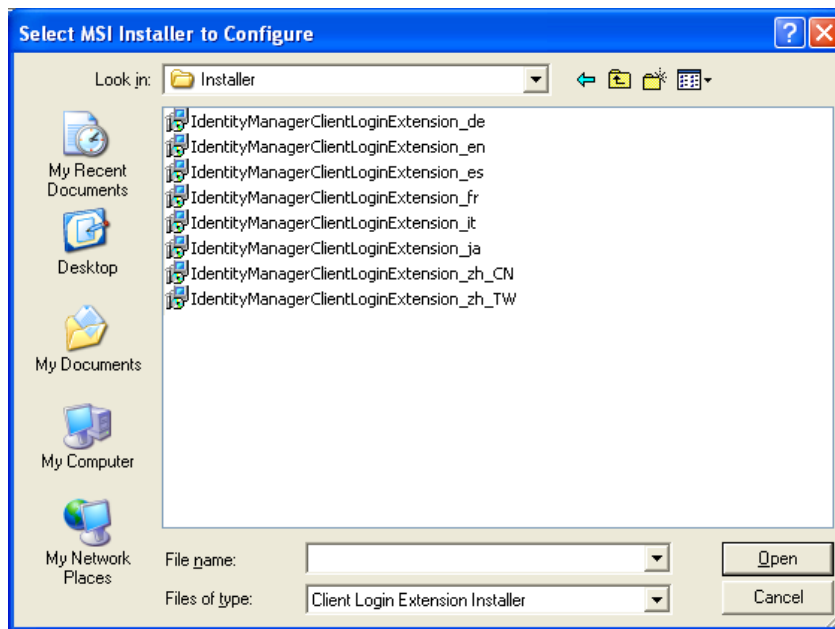 Select MSI Installer to Configure
Look in:
Installer
My Recent
Documents
Desktop
My Documents
My Computer
My Network
Places
IdentityManagerClientLoginExtension_de
IdentityManagerClientLoginExtension_en
IdentityManagerClientLoginExtension_es
IdentityManagerClientLoginExtension_fr
IdentityManagerClientLoginExtension_it
IdentityManagerClientLoginExtension_ja
IdentityManagerClientLoginExtension_zh_CN
IdentityManagerClientLoginExtension_zh_TW
File name:
Open
Files of type:
Client Login Extension Installer
Cancel